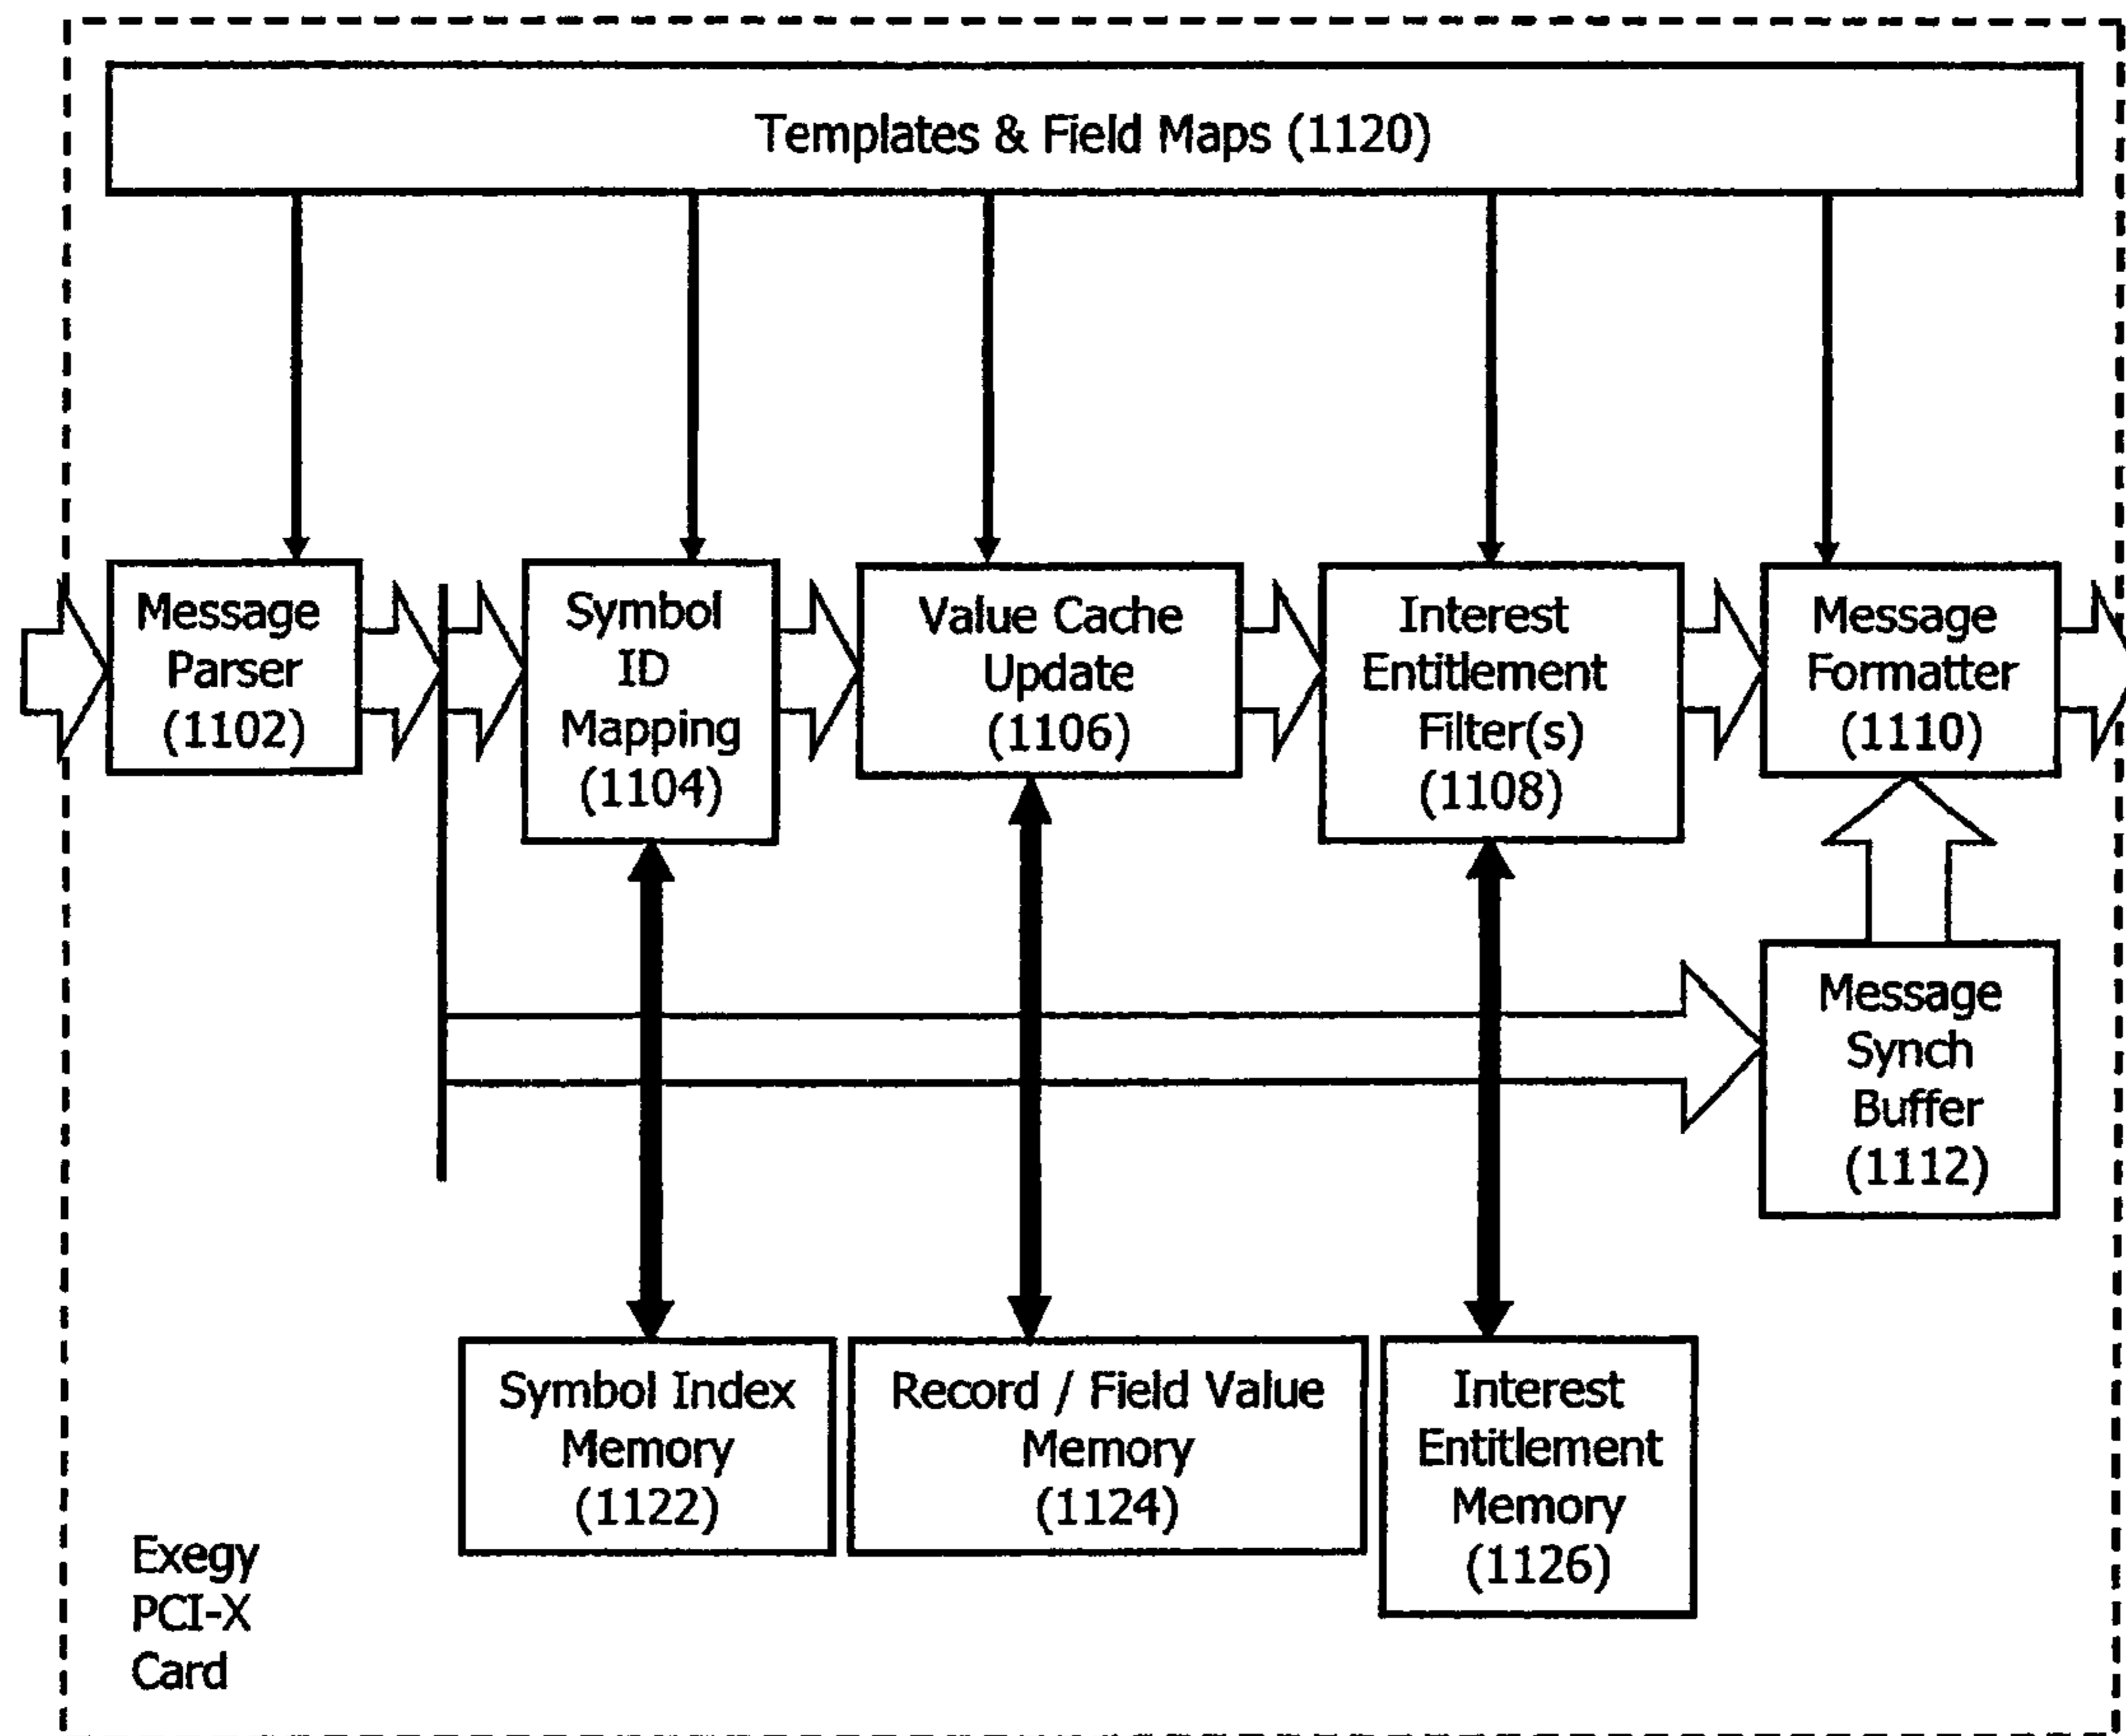 Templates & Field Maps (1120)
Message
Parser
(1102)
Symbol
ID
Mapping
(1104)
Value Cache
Update
(1106)
Interest
Entitlement
Filter(s)
(1108)
Message
Formatter
(1110)
Message
Synch
Buffer
(1112)
Symbol Index
Memory
(1122)
Record / Field Value
Memory
(1124)
Interest
Entitlement
Memory
(1126)
Exegy
PCI-X
Card